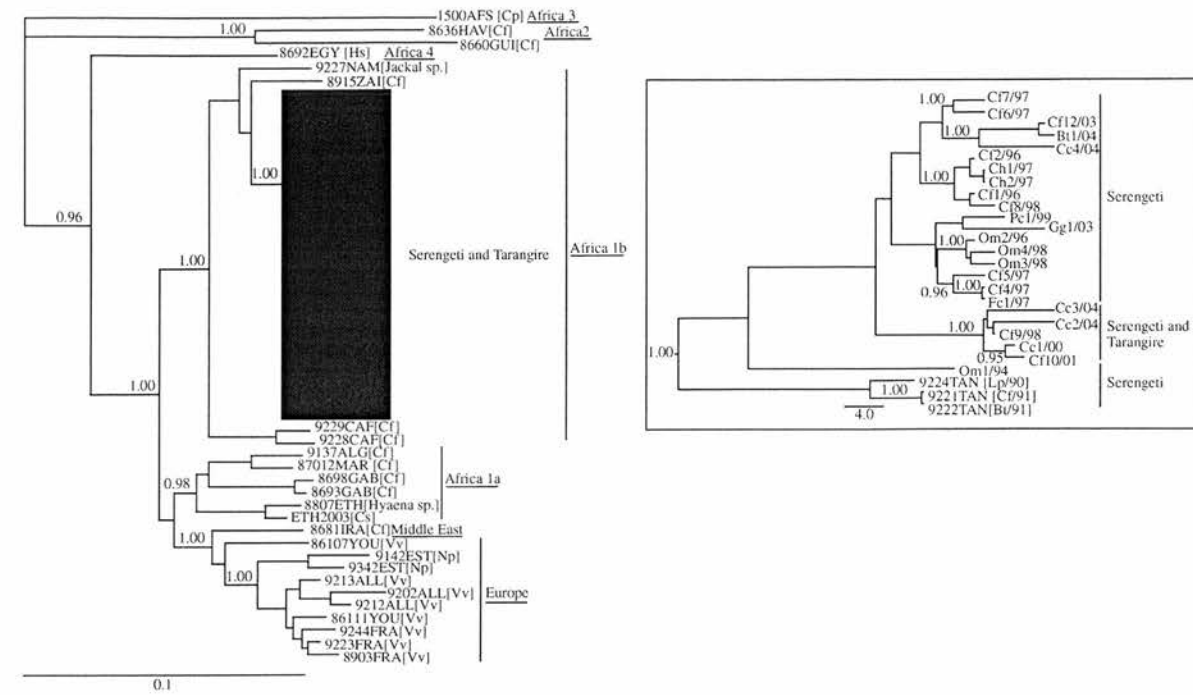 1500AFS [Cp] Africa 3
1.00
8636HAV[Cf] Africa2
8660GUI[Cf]
8692EGY [Hs] Africa 4
9227NAM[Jackal sp.]
8915ZAI[Cf]
1.00
0.96
1.00
Serengeti and Tarangire
Africa 1b
1.00
9229CAF[Cf]
9228CAF[Cf]
9137ALG[Cf]
87012MAR [Cf]
0.98
8698GAB[Cf]
Africa 1a
8693GAB[Cf]
8807ETH[Hyaena sp.]
ETH2003[Cs]
8681IRA[Cf] Middle East
1.00
86107YOU[Vv]
9142EST[Np]
1.00
9342EST[Np]
9213ALL[Vv]
9202ALL[Vv]
Europe
9212ALL[Vv]
86111YOU[Vv]
9244FRA[Vv]
9223FRA[Vv]
8903FRA[Vv]
0.1
1.00
Cf7/97
Cf6/97
Cf12/03
1.00
Bt1/04
Cc4/04
Cf2/96
Ch1/97
1.00
Ch2/97
Cf1/96
Serengeti
Cf8/98
Pc1/99
Gg1/03
1.00
Om2/96
Om4/98
Om3/98
Cf5/97
0.96
1.00
Cf4/97
Fc1/97
Cc3/04
Cc2/04
1.00
Cf9/98
Serengeti and
Tarangire
Cc1/00
0.95
Cf10/01
1.00
Om1/94
9224TAN [Lp/90]
Serengeti
1.00
9221TAN [Cf/91]
9222TAN[Bt/91]
4.0